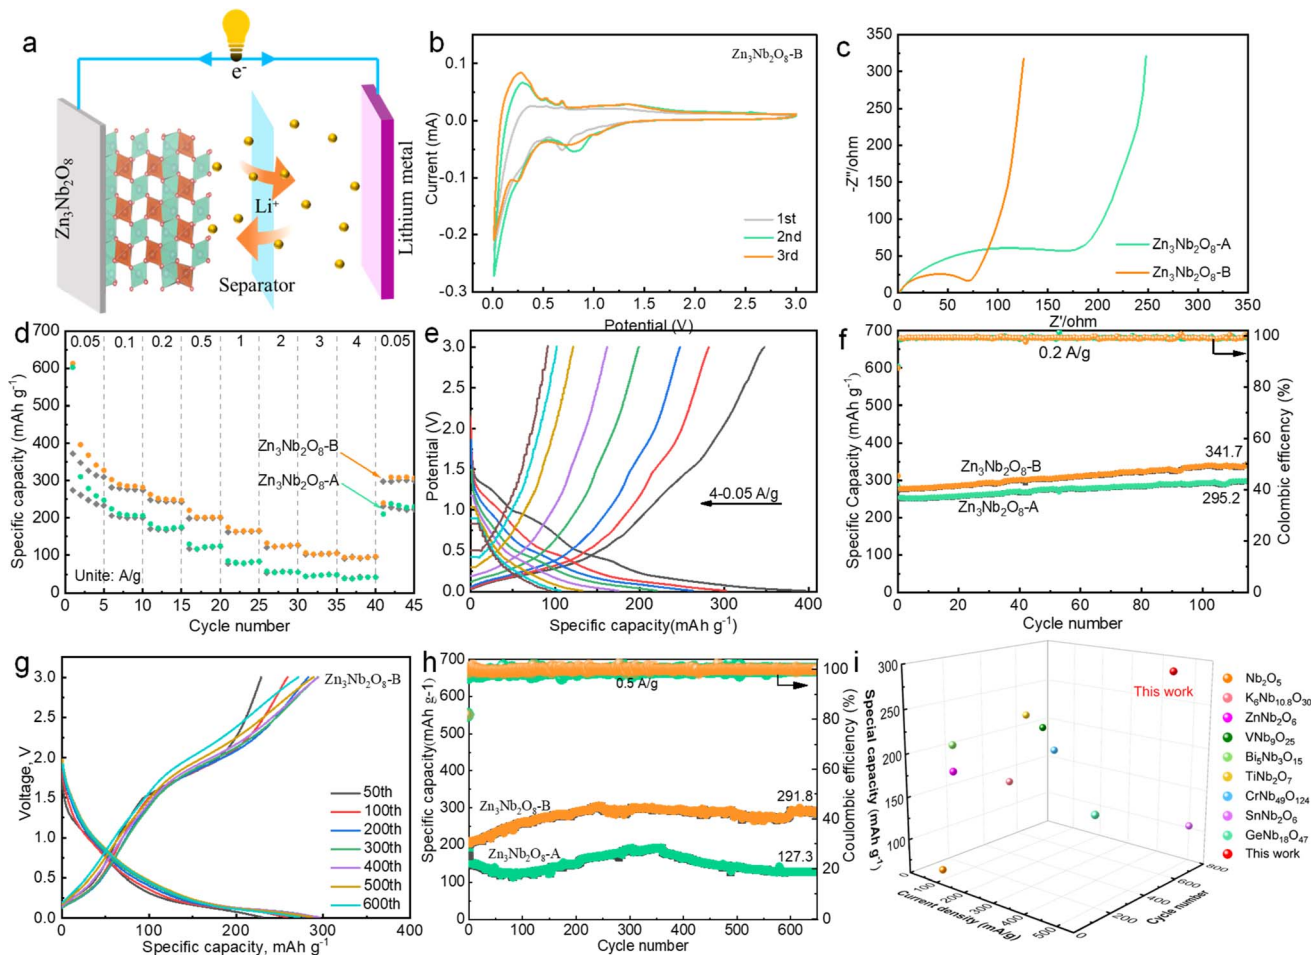 a
e⁻
Zn₃Nb₂O₈
Li⁺
Separator
Lithium metal
b
Zn₃Nb₂O₈-B
Current (mA)
0.1
0.0
-0.1
-0.2
-0.3
1st
2nd
3rd
0.0 0.5 1.0 1.5 2.0 2.5 3.0
Potential (V)
c
-Z''/ohm
-350
300
250
200
150
100
50
0
Zn₃Nb₂O₈-A
Zn₃Nb₂O₈-B
0 50 100 150 200 250 300 350
Z'/ohm
d
Specific capacity (mAh g⁻¹)
700
600
500
400
300
200
100
0
0.05 0.1 0.2 0.5 1 2 3 4 0.05
Zn₃Nb₂O₈-B
Zn₃Nb₂O₈-A
Unite: A/g
0 5 10 15 20 25 30 35 40 45
Cycle number
e
Potential (V)
3.0
2.5
2.0
1.5
1.0
0.5
0.0
4-0.05 A/g
0 100 200 300 400
Specific capacity(mAh g⁻¹)
f
Specific Capacity (mAh g⁻¹)
700
600
500
400
300
200
100
0
0.2 A/g
Zn₃Nb₂O₈-B
341.7
Zn₃Nb₂O₈-A
295.2
100
80
60
40
20
0
Colombic efficency (%)
0 20 40 60 80 100
Cycle number
g
Zn₃Nb₂O₈-B
Voltage, V
3.0
2.5
2.0
1.5
1.0
0.5
0.0
50th
100th
200th
300th
400th
500th
600th
0 100 200 300 400
Specific capacity, mAh g⁻¹
h
Specific capacity(mAh g⁻¹)
700
600
500
400
300
200
100
0
0.5 A/g
Zn₃Nb₂O₈-B
291.8
Zn₃Nb₂O₈-A
127.3
100
80
60
40
20
0
Coulombic efficiency (%)
0 100 200 300 400 500 600
Cycle number
i
Special capacity (mAh g⁻¹)
300
250
200
150
100
This work
0 100 200 300 400 500
Current density (mA/g)
0 200 400 600 800
Cycle number
Nb₂O₅
K₆Nb₁₀.₈O₃₀
ZnNb₂O₆
VNb₉O₂₅
Bi₅Nb₃O₁₅
TiNb₂O₇
CrNb₄₉O₁₂₄
SnNb₂O₆
GeNb₁₈O₄₇
This work